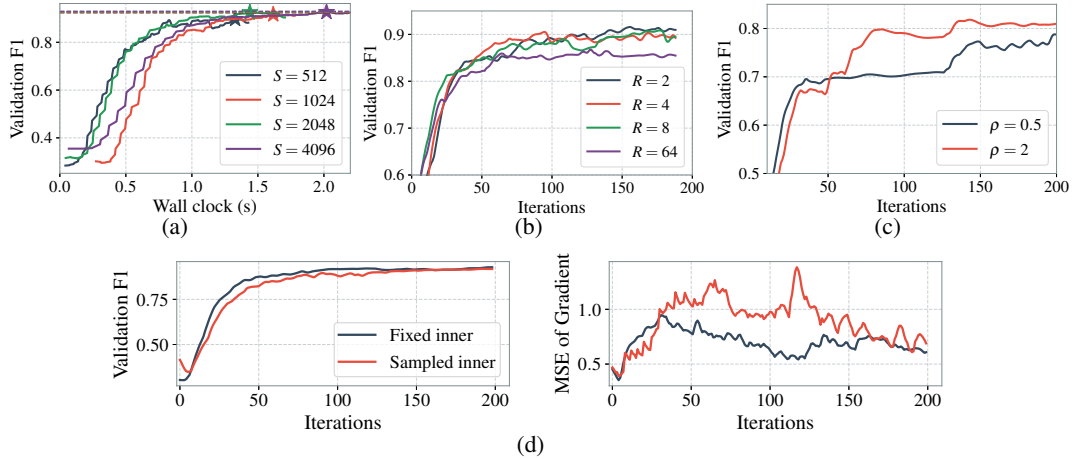 Validation F1
0.8
0.6
0.4
0.0
0.5
1.0
1.5
2.0
Wall clock (s)
S = 512
S = 1024
S = 2048
S = 4096
(a)
Validation F1
0.9
0.8
0.7
0.6
0
50
100
150
200
Iterations
R = 2
R = 4
R = 8
R = 64
(b)
Validation F1
0.8
0.7
0.6
0.5
50
100
150
200
Iterations
ρ = 0.5
ρ = 2
(c)
Validation F1
0.75
0.50
0
50
100
150
200
Iterations
Fixed inner
Sampled inner
MSE of Gradient
1.0
0.5
0
50
100
150
200
Iterations
(d)